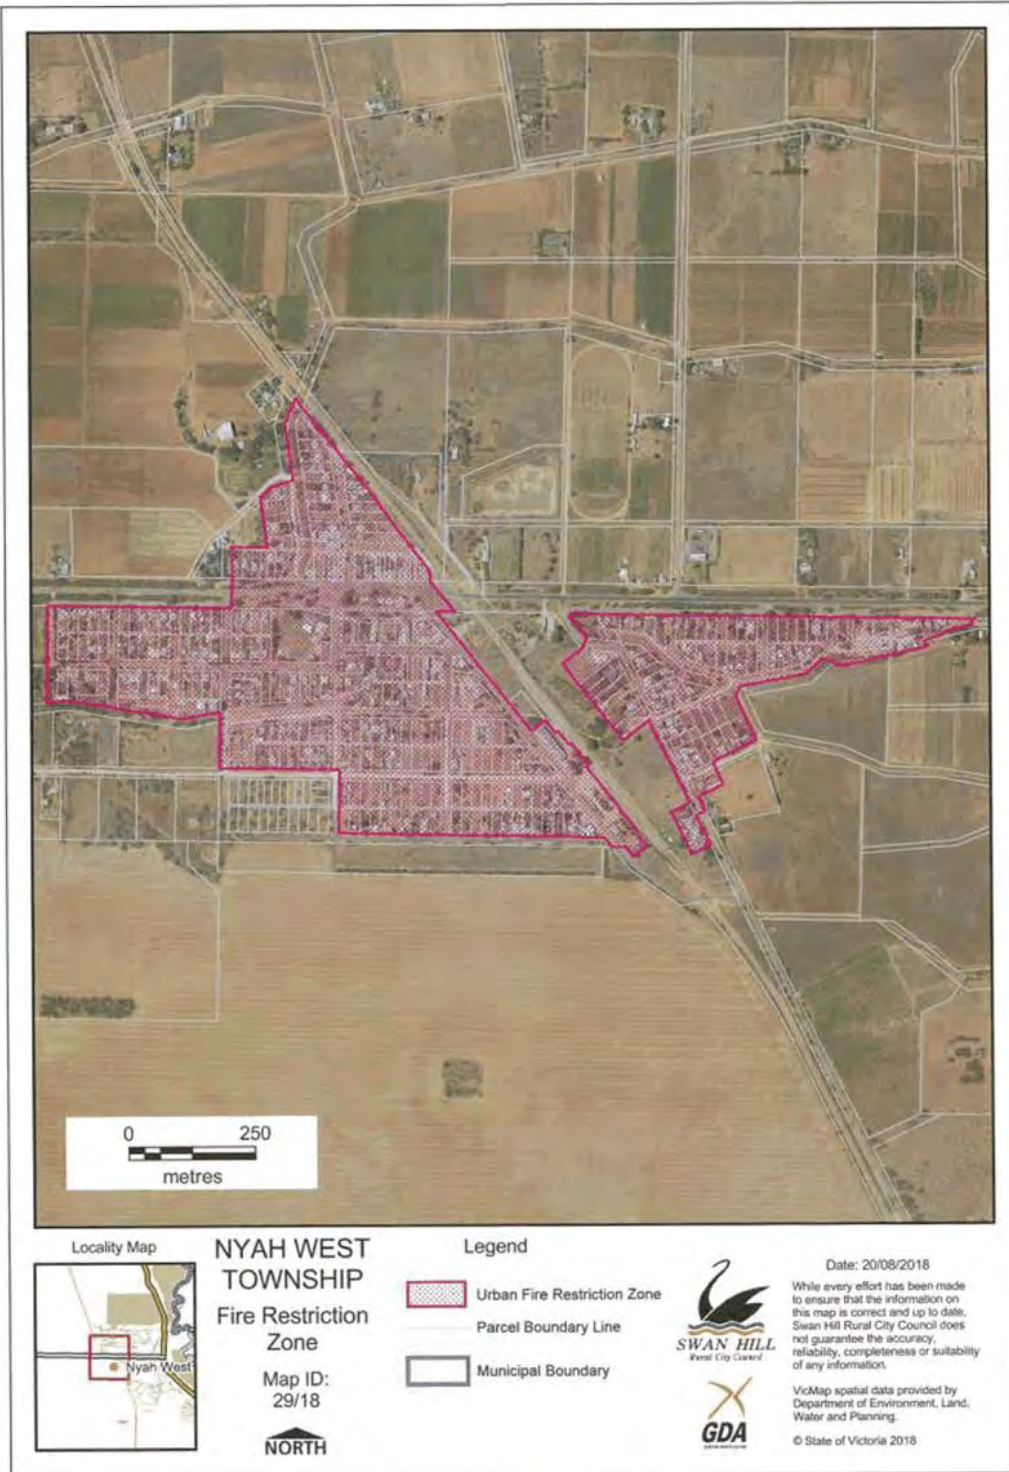 0 250
metres
Locality Map
Nyah West
NYAH WEST
TOWNSHIP
Fire Restriction
Zone
Map ID:
29/18
NORTH
Legend
Urban Fire Restriction Zone
Parcel Boundary Line
Municipal Boundary
SWAN HILL
Rural City Council
GDA
Date: 20/08/2018
While every effort has been made
to ensure that the information on
this map is correct and up to date.
Swan Hill Rural City Council does
not guarantee the accuracy,
reliability, completeness or suitability
of any information.
VicMap spatial data provided by
Department of Environment, Land,
Water and Planning.
© State of Victoria 2018